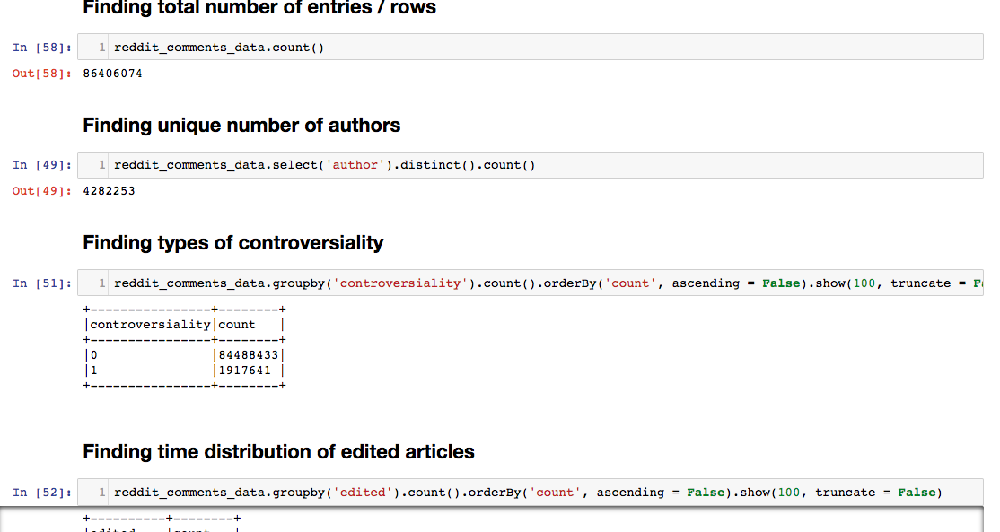 Finding total number of entries / rows
In [58]: 1 reddit_comments_data.count()
Out[58]: 86406074
Finding unique number of authors
In [49]: 1 reddit_comments_data.select('author').distinct().count()
Out[49]: 4282253
Finding types of controversiality
In [51]: 1 reddit_comments_data.groupby('controversiality').count().orderBy('count', ascending = False).show(100, truncate =
+----------------+--------+
|controversiality|count   |
+----------------+--------+
|0               |84488433|
|1               |1917641 |
+----------------+--------+
Finding time distribution of edited articles
In [52]: 1 reddit_comments_data.groupby('edited').count().orderBy('count', ascending = False).show(100, truncate = False)
+----------+--------+
|edited    |count   |